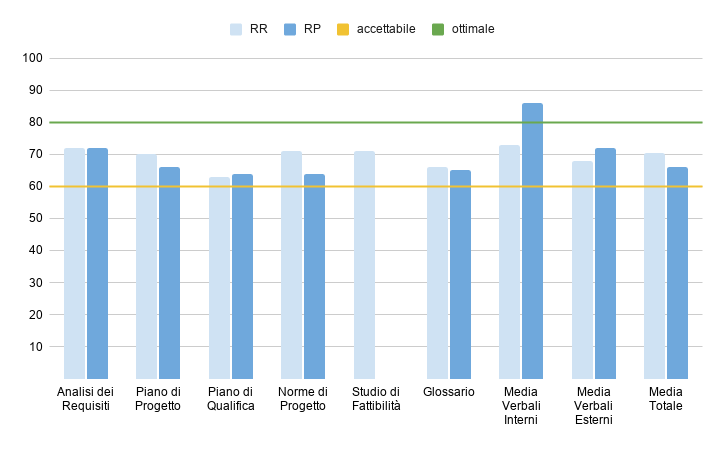 RR RP accettabile ottimale
100
90
80
70
60
50
40
30
20
10
Analisi dei Piano di Piano di Norme di Studio di Glossario Media Media Media
Requisiti Progetto Qualifica Progetto Fattibilità Verbali Verbali Totale
Interni Esterni